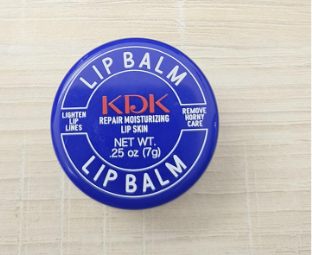 LIP BALM
KDK
REPAIR MOISTURIZING
LIP SKIN
LIGHTEN
LIP
LINES
REMOVE
HORNY
CARE
NET WT.
.25 oz (7g)
LIP BALM